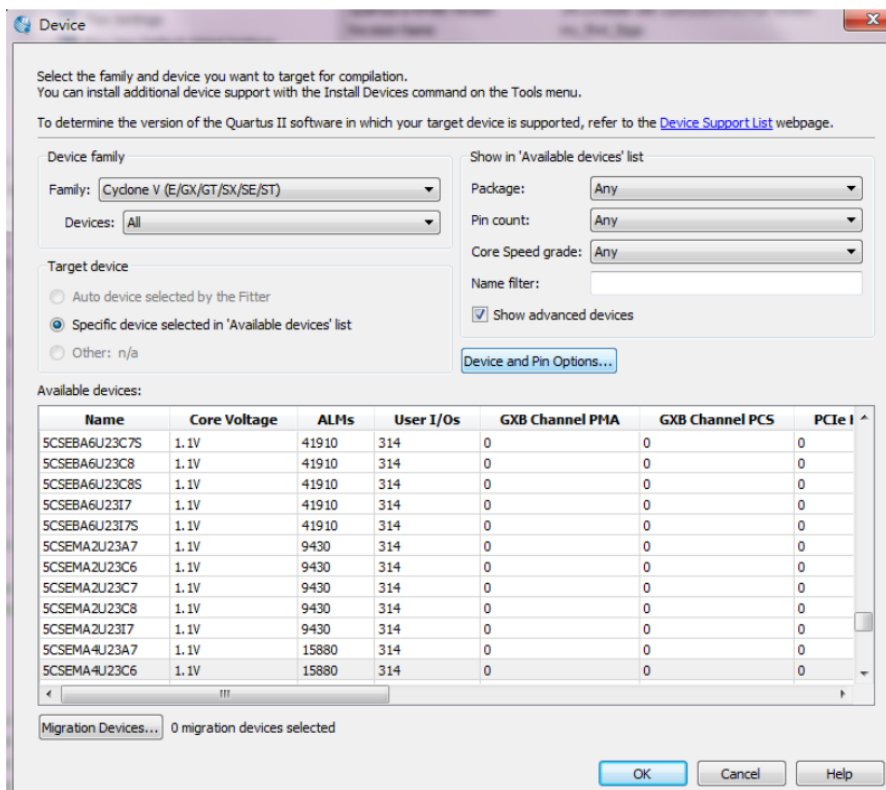 Device
Select the family and device you want to target for compilation.
You can install additional device support with the Install Devices command on the Tools menu.
To determine the version of the Quartus II software in which your target device is supported, refer to the Device Support List webpage.
Device family
Family: Cyclone V (E/GX/GT/SX/SE/ST)
Devices: All
Target device
Auto device selected by the Fitter
Specific device selected in 'Available devices' list
Other: n/a
Show in 'Available devices' list
Package: Any
Pin count: Any
Core Speed grade: Any
Name filter:
Show advanced devices
Device and Pin Options...
Available devices:
Name Core Voltage ALMs User I/Os GXB Channel PMA GXB Channel PCS PCIe
5CSEBA6U23C7S 1.1V 41910 314 0 0 0
5CSEBA6U23C8 1.1V 41910 314 0 0 0
5CSEBA6U23C8S 1.1V 41910 314 0 0 0
5CSEBA6U23I7 1.1V 41910 314 0 0 0
5CSEBA6U23I7S 1.1V 41910 314 0 0 0
5CSEMA2U23A7 1.1V 9430 314 0 0 0
5CSEMA2U23C6 1.1V 9430 314 0 0 0
5CSEMA2U23C7 1.1V 9430 314 0 0 0
5CSEMA2U23C8 1.1V 9430 314 0 0 0
5CSEMA2U23I7 1.1V 9430 314 0 0 0
5CSEMA4U23A7 1.1V 15880 314 0 0 0
5CSEMA4U23C6 1.1V 15880 314 0 0 0
Migration Devices... 0 migration devices selected
OK Cancel Help